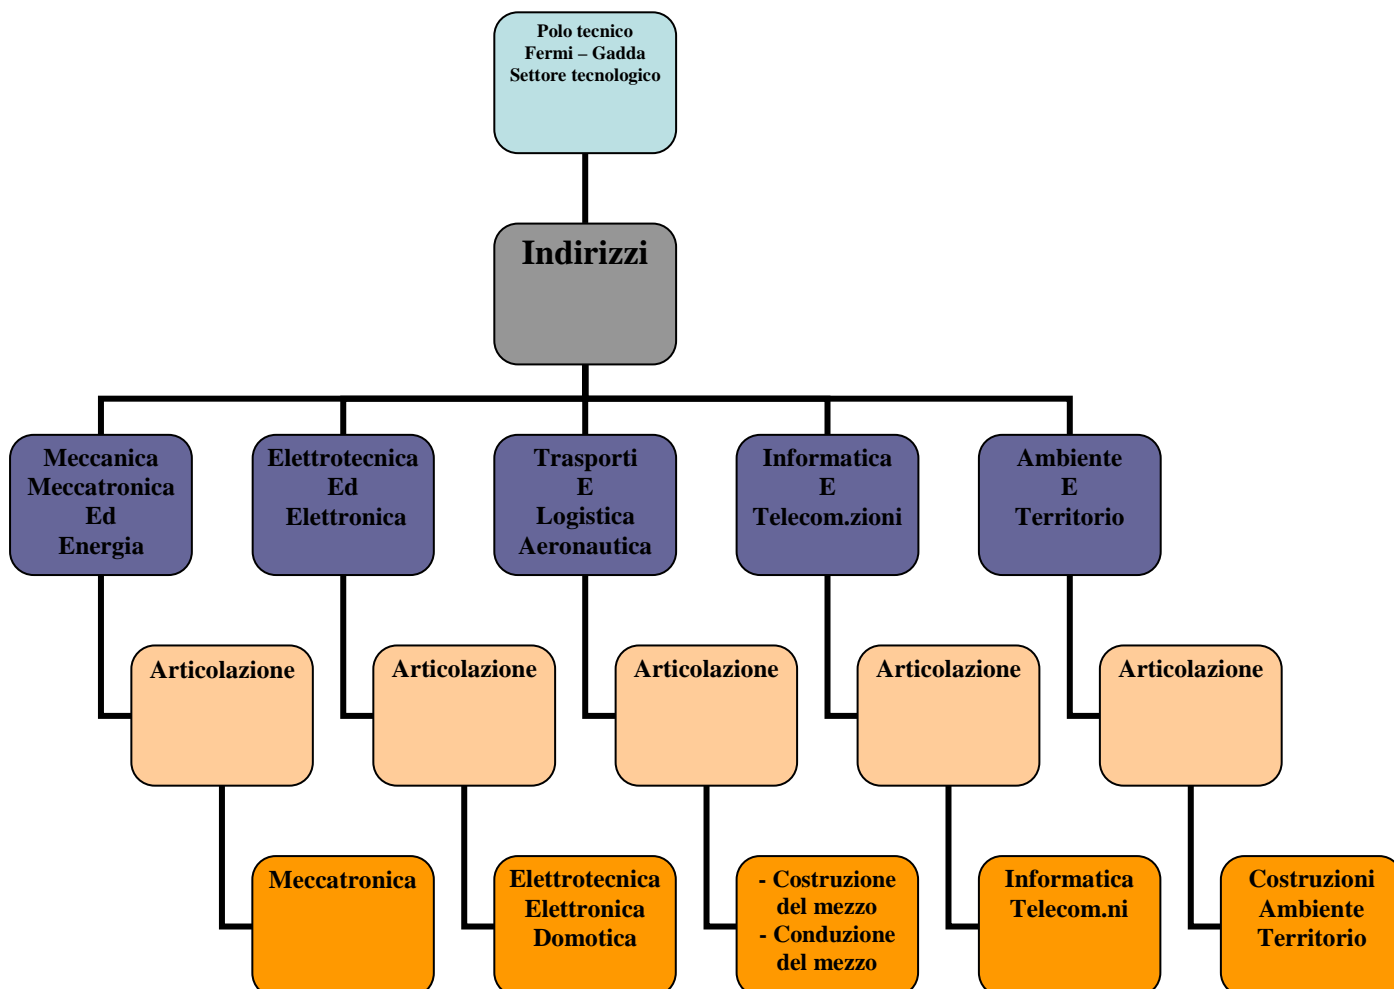 Polo tecnico
Fermi – Gadda
Settore tecnologico
Indirizzi
Meccanica
Meccatronica
Ed
Energia
Elettrotecnica
Ed
Elettronica
Trasporti
E
Logistica
Aeronautica
Informatica
E
Telecom.zioni
Ambiente
E
Territorio
Articolazione
Articolazione
Articolazione
Articolazione
Articolazione
Meccatronica
Elettrotecnica
Elettronica
Domotica
- Costruzione
del mezzo
- Conduzione
del mezzo
Informatica
Telecom.ni
Costruzioni
Ambiente
Territorio